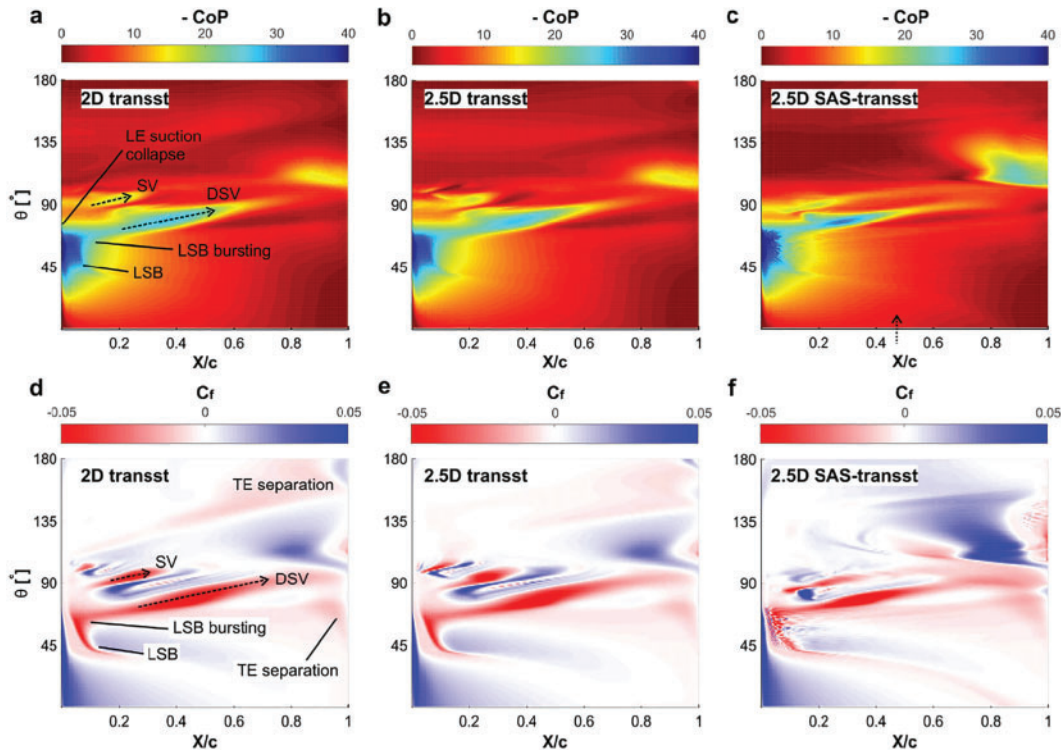 a - CoP
0 10 20 30 40
b - CoP
0 10 20 30 40
c - CoP
0 10 20 30 40
180
135
90
45
θ [°]
2D transst
LE suction
collapse
SV
DSV
LSB bursting
LSB
0.2 0.4 0.6 0.8 1
X/c
180
135
90
45
2.5D transst
0.2 0.4 0.6 0.8 1
X/c
180
135
90
45
2.5D SAS-transst
0.2 0.4 0.6 0.8 1
X/c
d Cf
-0.05 0 0.05
e Cf
-0.05 0 0.05
f Cf
-0.05 0 0.05
180
135
90
45
θ [°]
2D transst
TE separation
SV
DSV
LSB bursting
LSB
TE separation
0.2 0.4 0.6 0.8 1
X/c
180
135
90
45
2.5D transst
0.2 0.4 0.6 0.8 1
X/c
180
135
90
45
2.5D SAS-transst
0.2 0.4 0.6 0.8 1
X/c